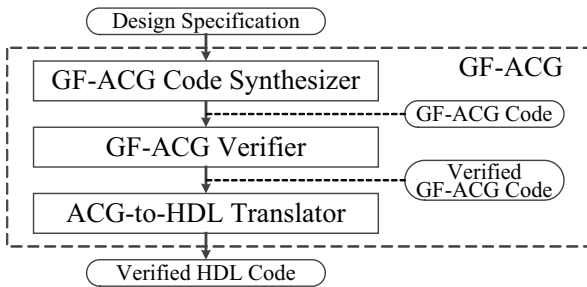 Design Specification
GF-ACG
GF-ACG Code Synthesizer
GF-ACG Code
GF-ACG Verifier
Verified
GF-ACG Code
ACG-to-HDL Translator
Verified HDL Code